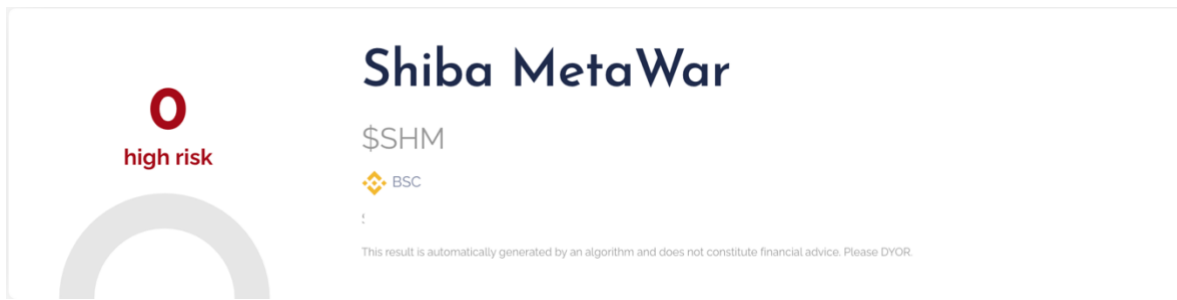 0
high risk
Shiba MetaWar
$SHM
BSC
This result is automatically generated by an algorithm and does not constitute financial advice. Please DYOR.